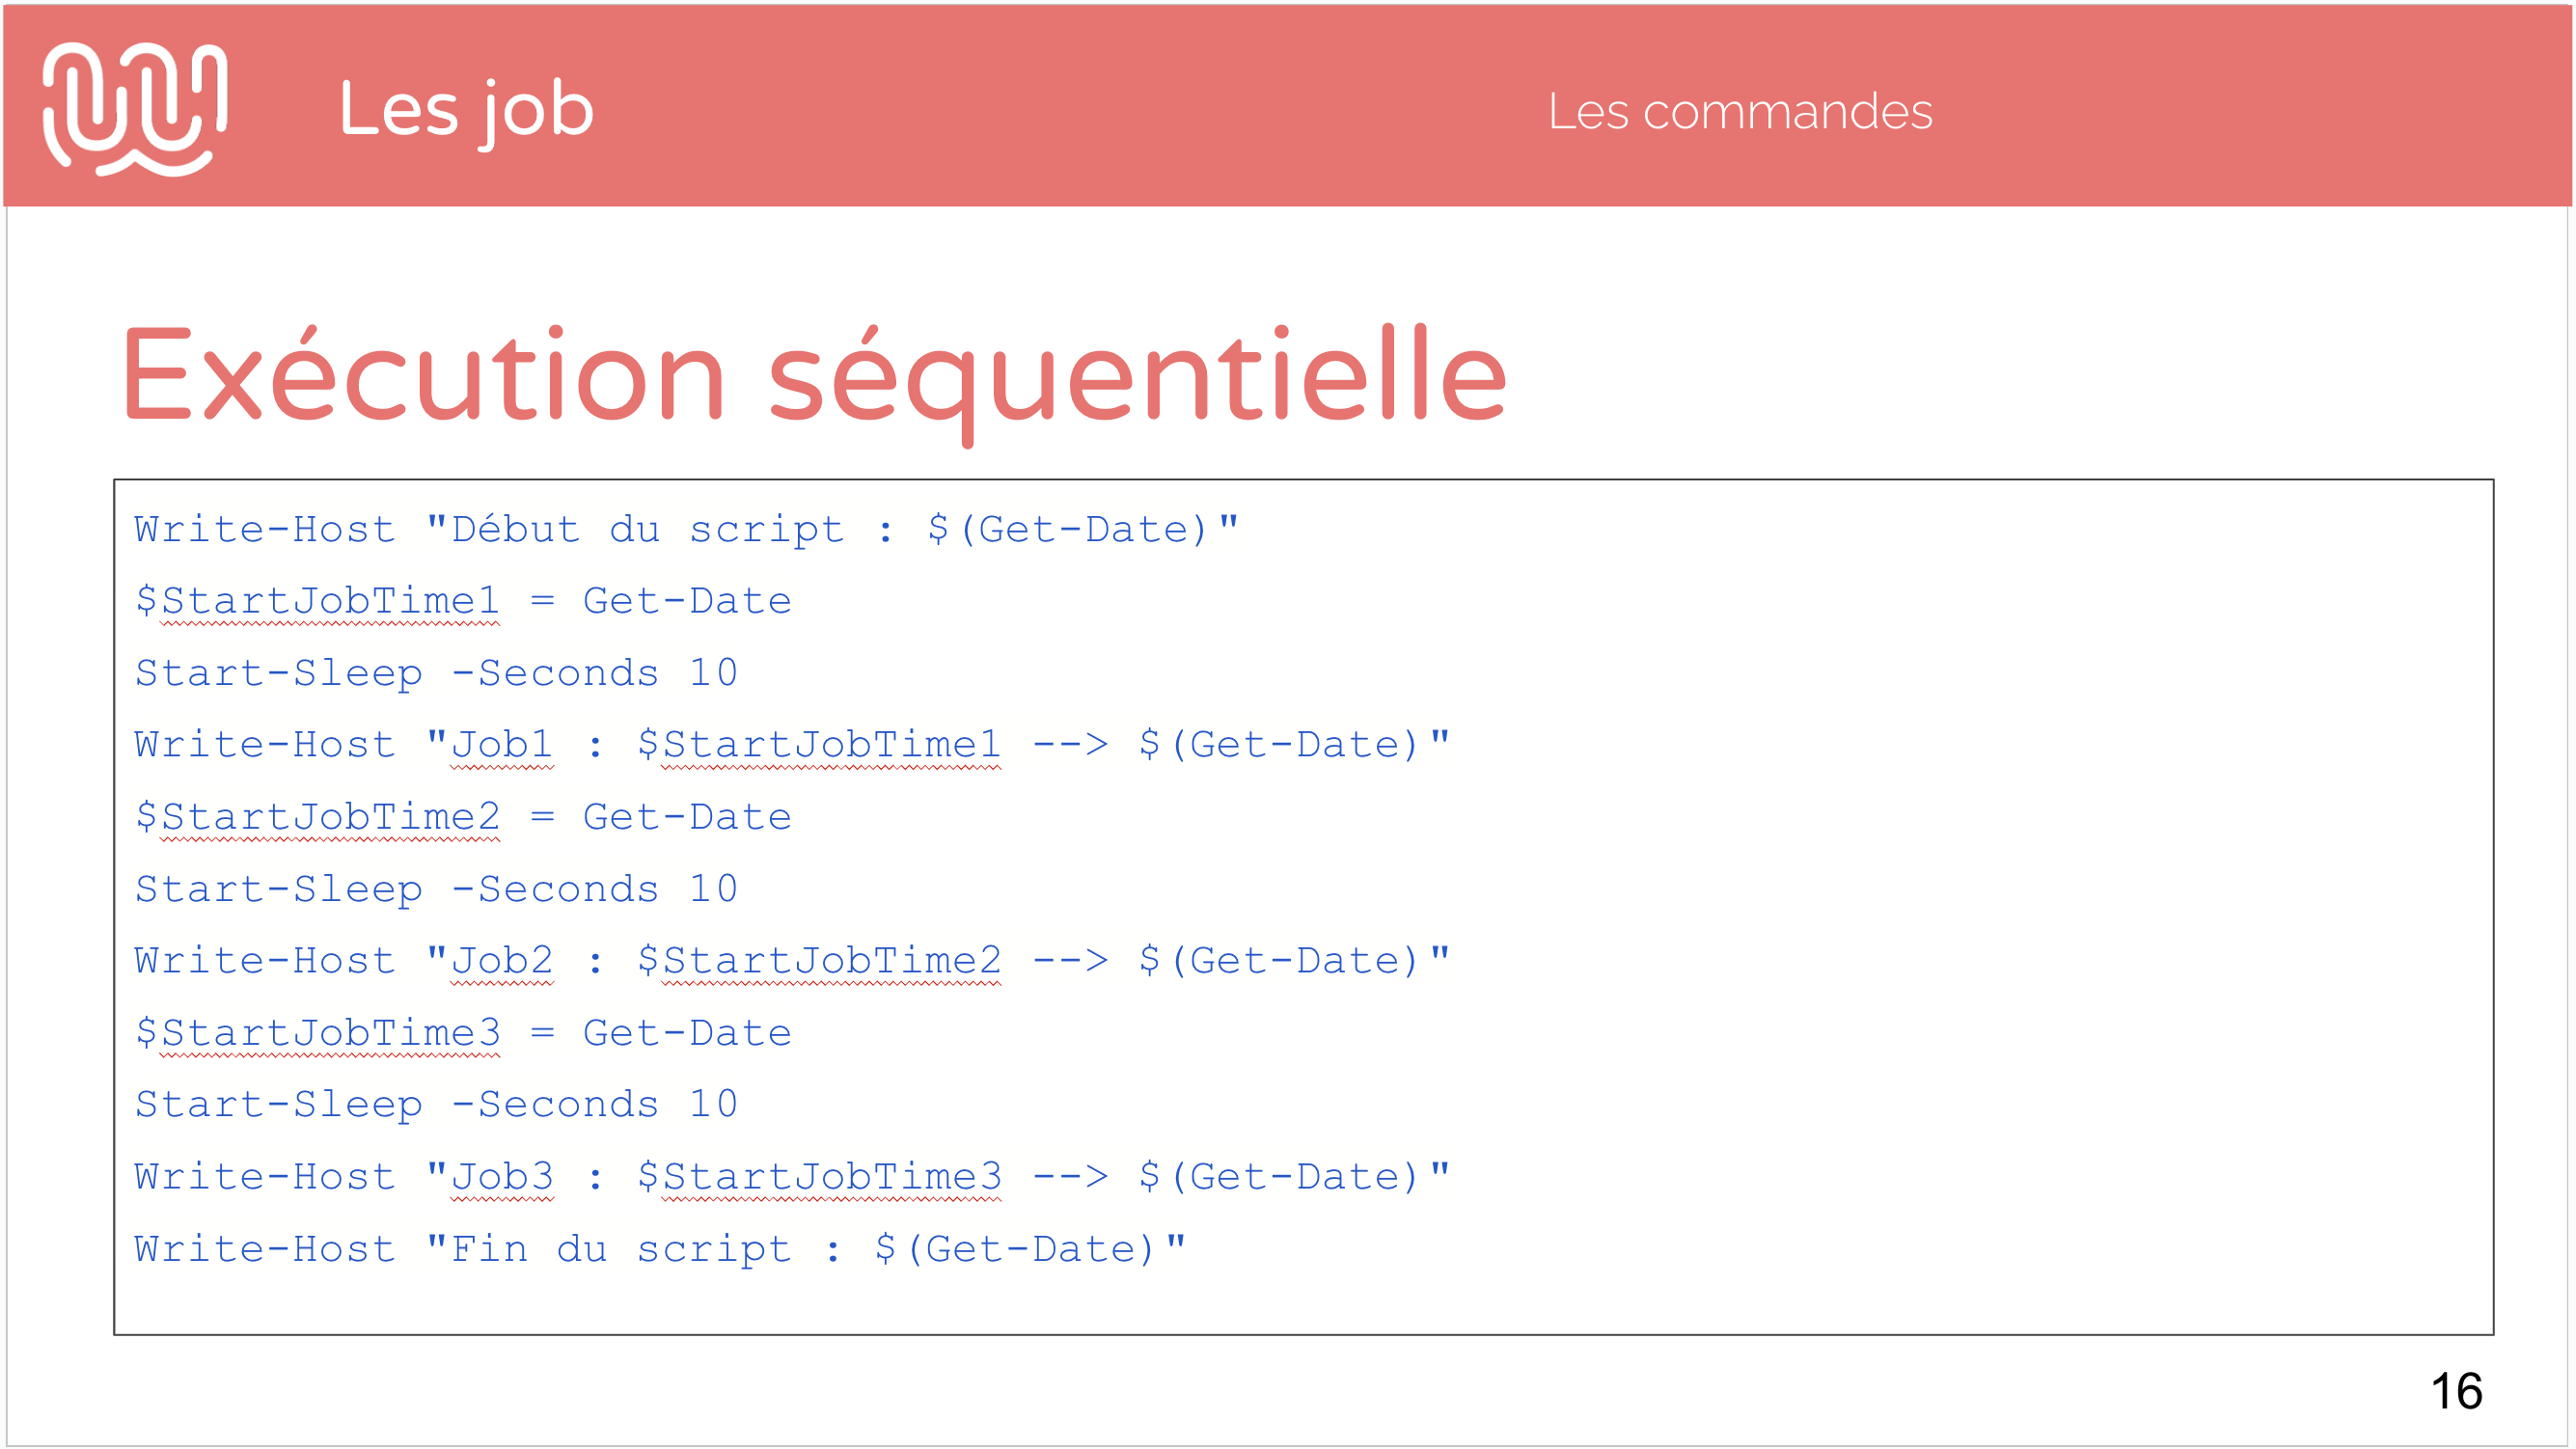 Les job
Les commandes
Exécution séquentielle
Write-Host "Début du script : $(Get-Date)"
$StartJobTime1 = Get-Date
Start-Sleep -Seconds 10
Write-Host "Job1 : $StartJobTime1 --> $(Get-Date)"
$StartJobTime2 = Get-Date
Start-Sleep -Seconds 10
Write-Host "Job2 : $StartJobTime2 --> $(Get-Date)"
$StartJobTime3 = Get-Date
Start-Sleep -Seconds 10
Write-Host "Job3 : $StartJobTime3 --> $(Get-Date)"
Write-Host "Fin du script : $(Get-Date)"
16